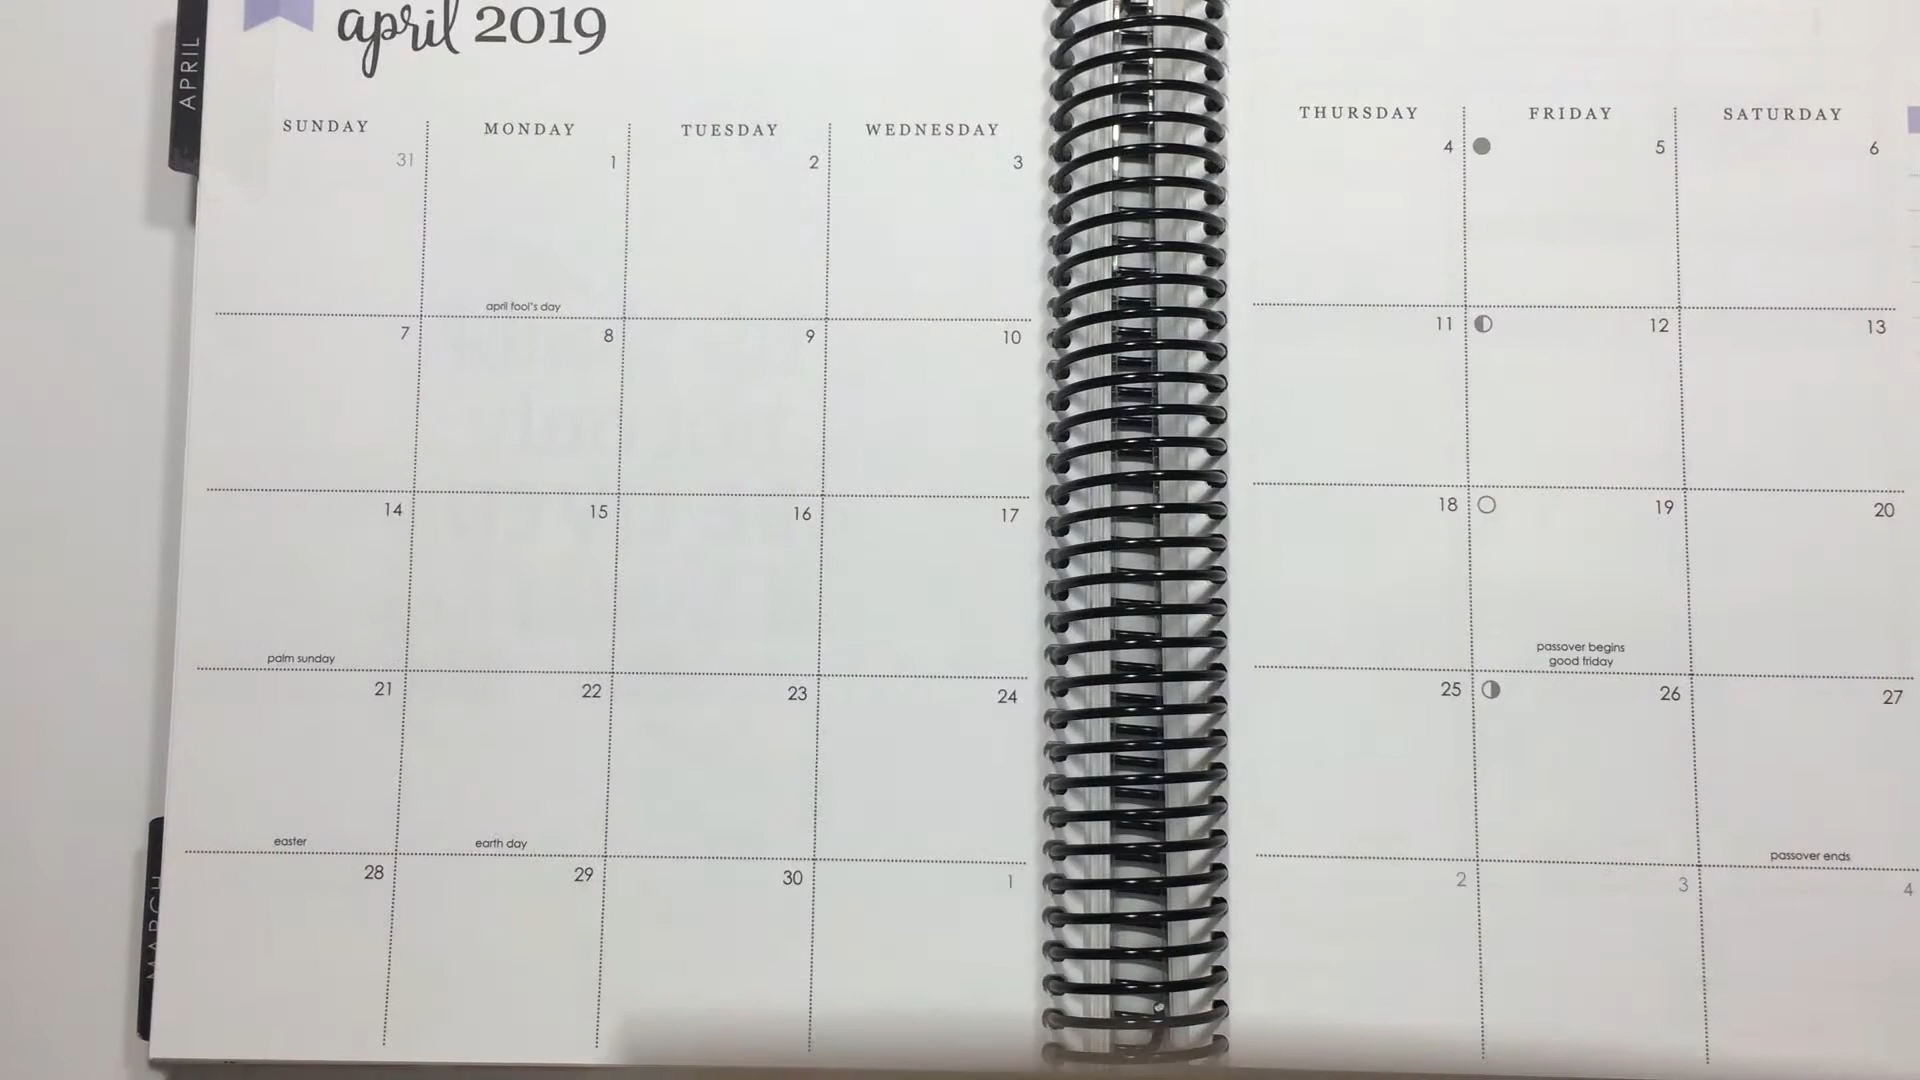 april 2019
APRIL
SUNDAY MONDAY TUESDAY WEDNESDAY THURSDAY FRIDAY SATURDAY
31 1 2 3 4 5 6
april fool's day
7 8 9 10 11 12 13
14 15 16 17 18 19 20
palm sunday
passover begins
good friday
21 22 23 24 25 26 27
easter earth day passover ends
28 29 30 1 2 3 4
MARCH